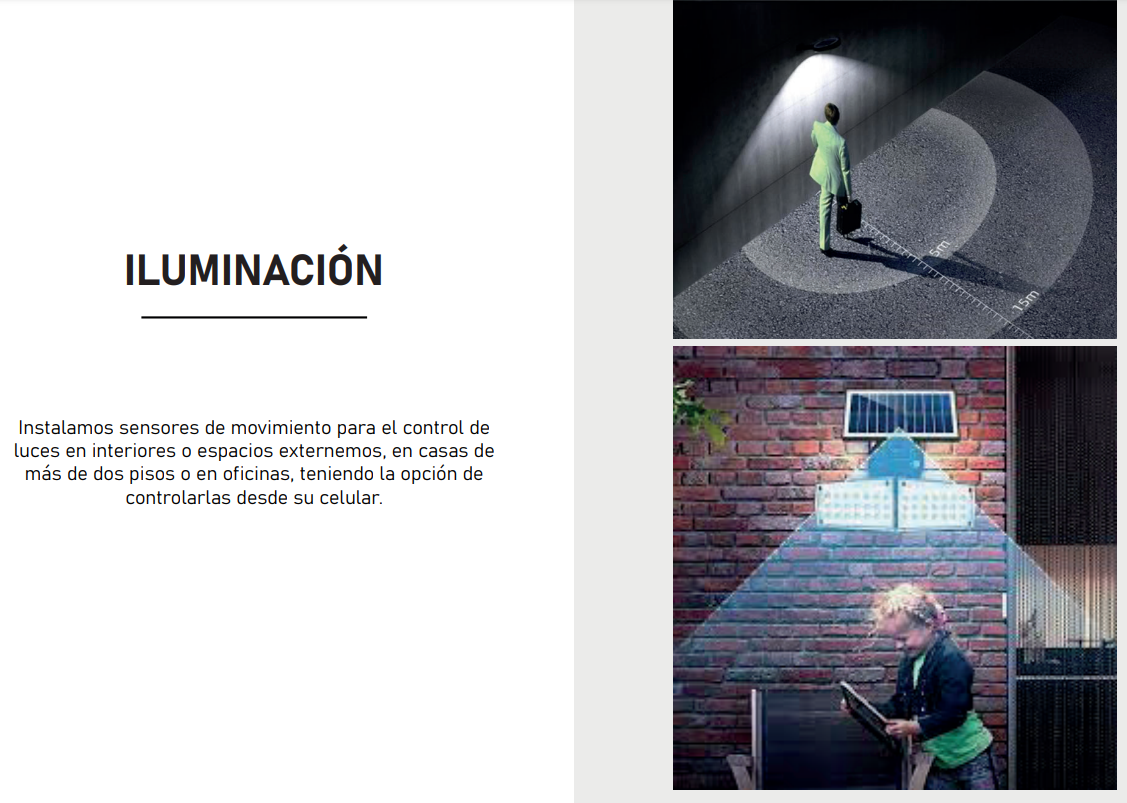 ILUMINACIÓN
Instalamos sensores de movimiento para el control de
luces en interiores o espacios externemos, en casas de
más de dos pisos o en oficinas, teniendo la opción de
controlarlas desde su celular.
5m
15m